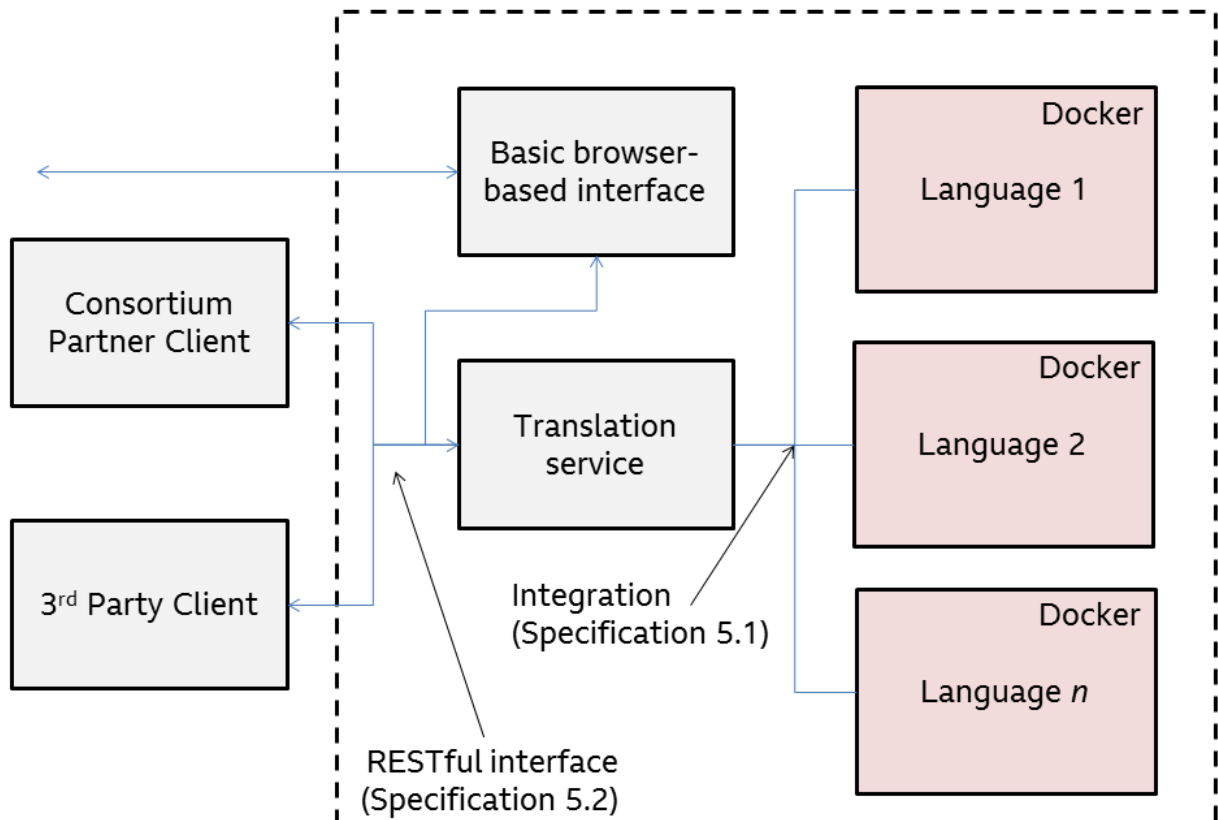 Basic browser-
based interface
Docker
Language 1
Consortium
Partner Client
Translation
service
Docker
Language 2
3rd Party Client
Integration
(Specification 5.1)
Docker
Language n
RESTful interface
(Specification 5.2)